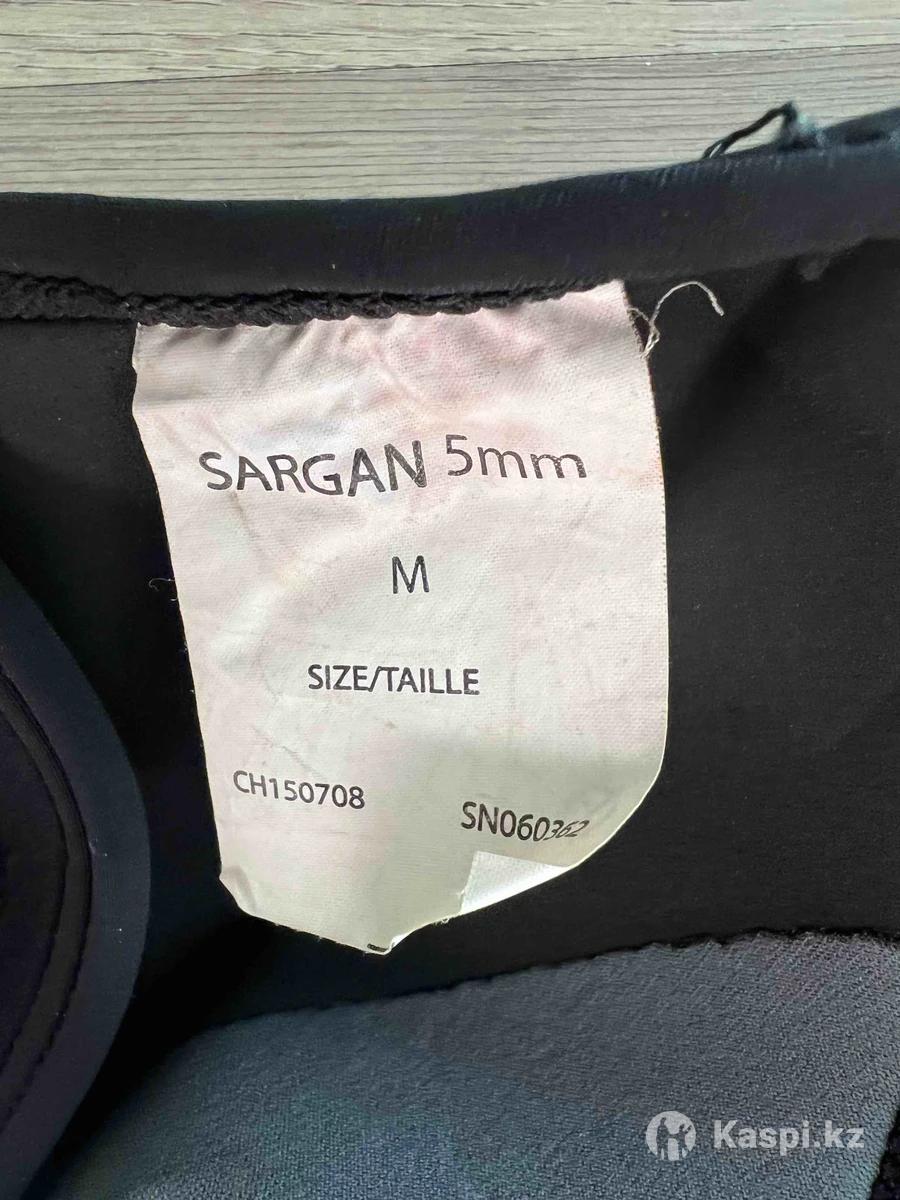 SARGAN 5mm
M
SIZE/TAILLE
CH150708
SN060362
Kaspi.kz